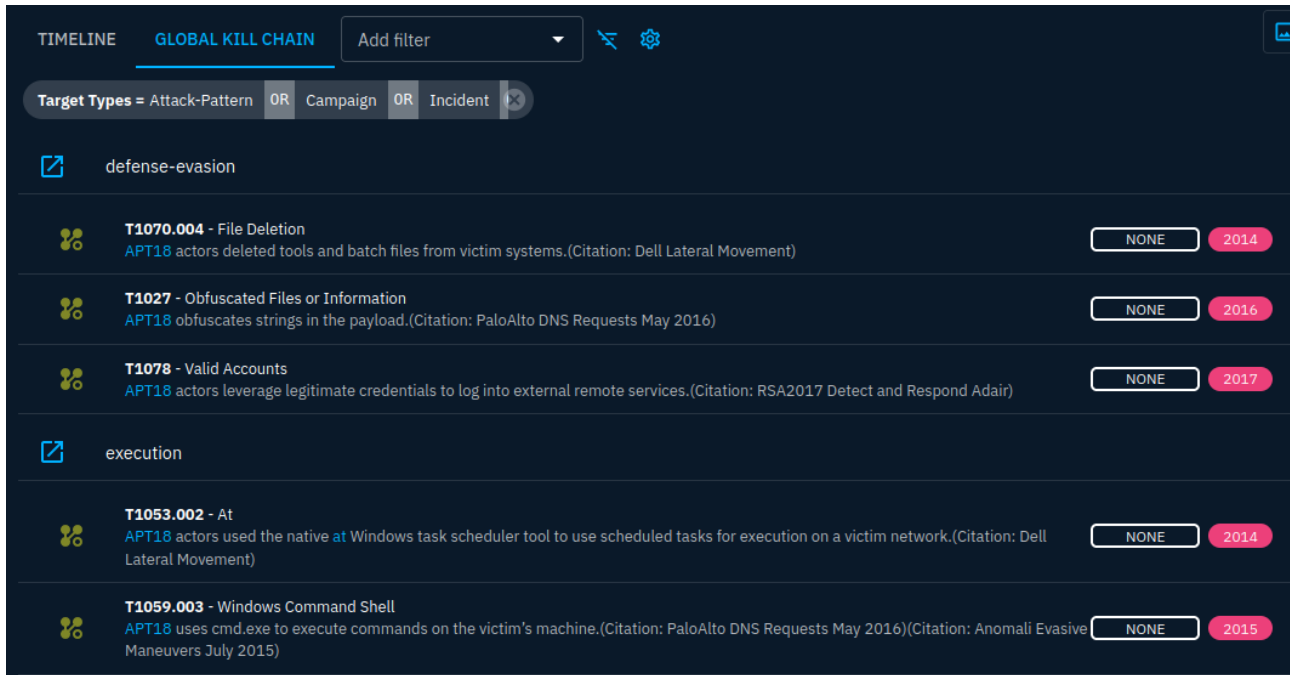 TIMELINE GLOBAL KILL CHAIN Add filter
Target Types = Attack-Pattern OR Campaign OR Incident
defense-evasion
T1070.004 - File Deletion
APT18 actors deleted tools and batch files from victim systems.(Citation: Dell Lateral Movement)
NONE 2014
T1027 - Obfuscated Files or Information
APT18 obfuscates strings in the payload.(Citation: PaloAlto DNS Requests May 2016)
NONE 2016
T1078 - Valid Accounts
APT18 actors leverage legitimate credentials to log into external remote services.(Citation: RSA2017 Detect and Respond Adair)
NONE 2017
execution
T1053.002 - At
APT18 actors used the native at Windows task scheduler tool to use scheduled tasks for execution on a victim network.(Citation: Dell
Lateral Movement)
NONE 2014
T1059.003 - Windows Command Shell
APT18 uses cmd.exe to execute commands on the victim’s machine.(Citation: PaloAlto DNS Requests May 2016)(Citation: Anomali Evasive
Maneuvers July 2015)
NONE 2015